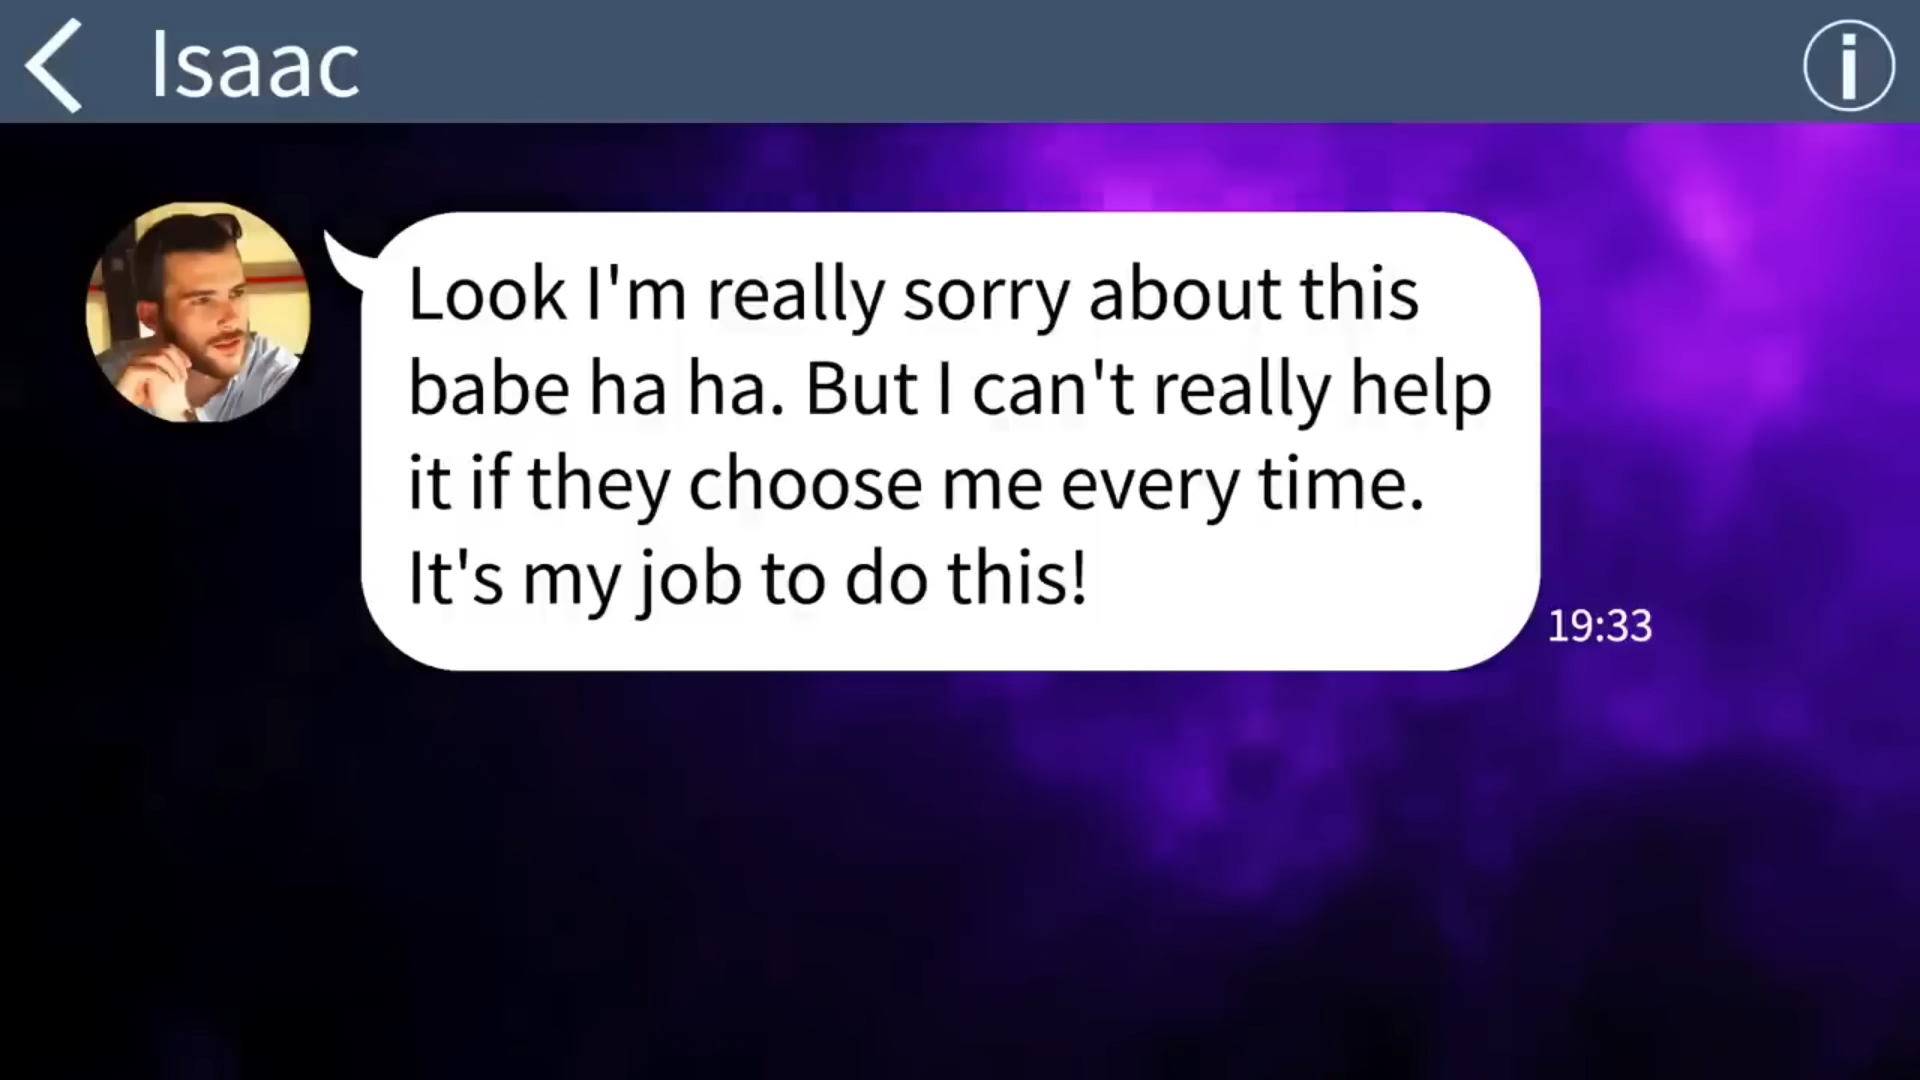 Isaac
Look I'm really sorry about this
babe ha ha. But I can't really help
it if they choose me every time.
It's my job to do this!
19:33